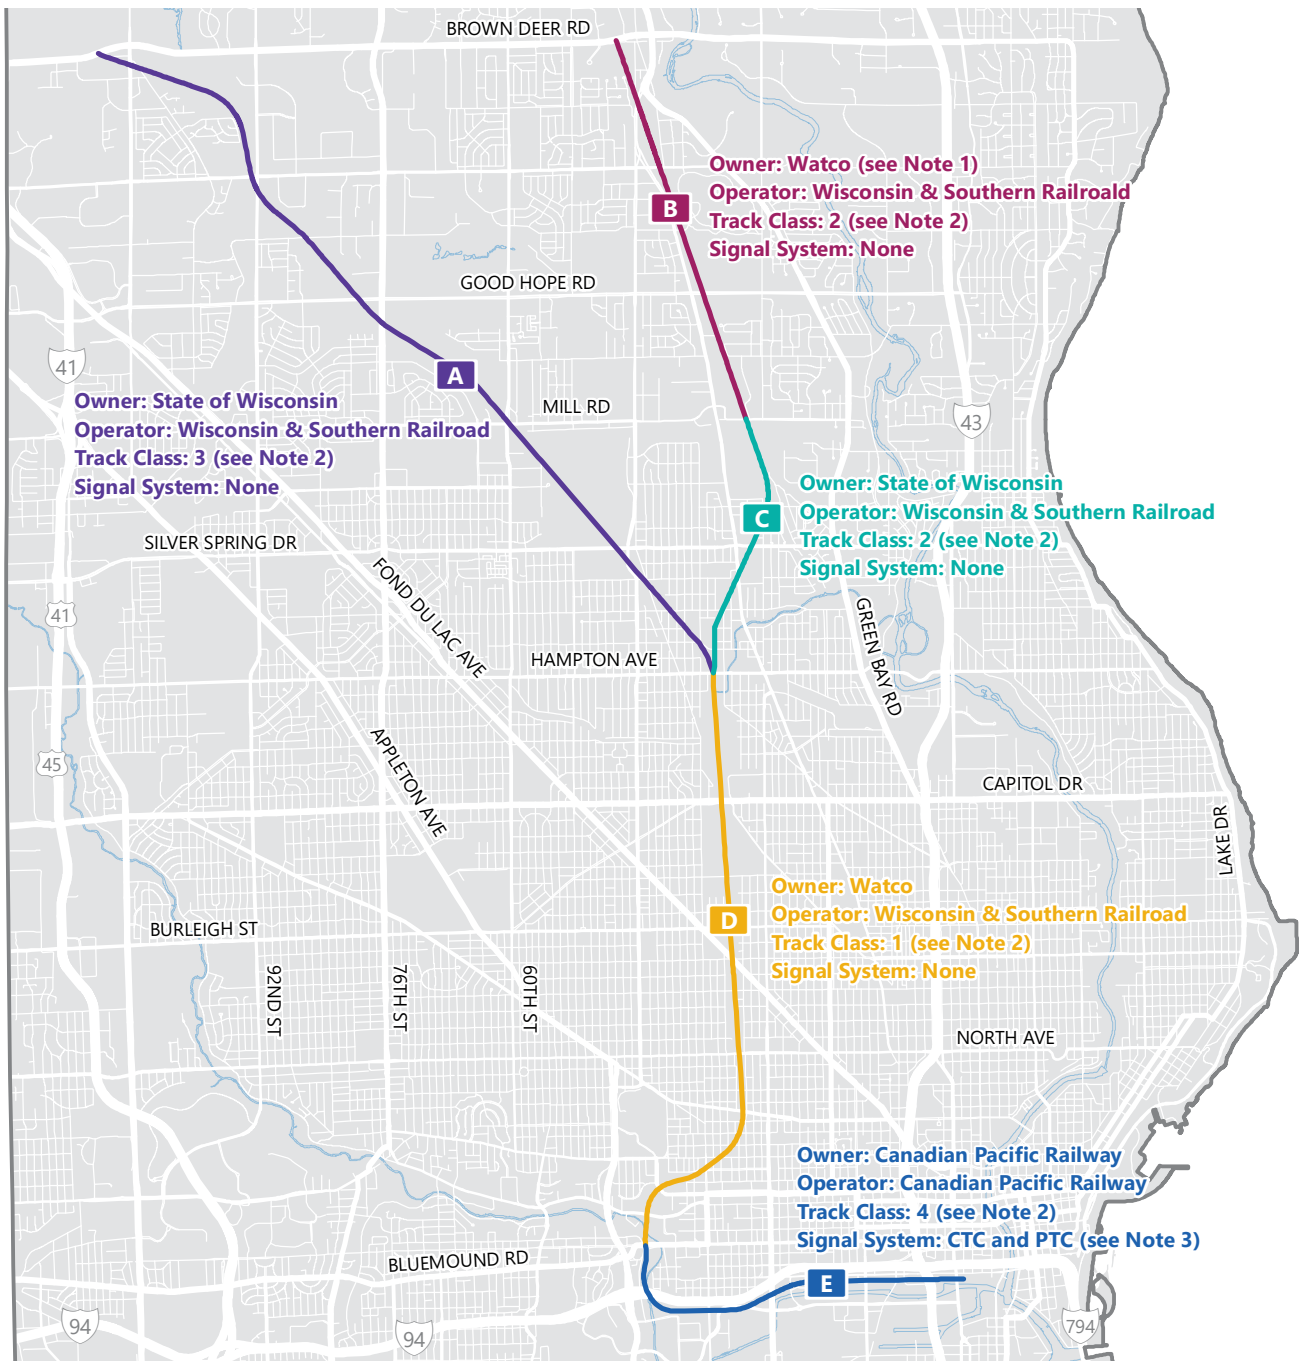 BROWN DEER RD
Owner: Watco (see Note 1)
Operator: Wisconsin & Southern Railroald
Track Class: 2 (see Note 2)
Signal System: None
B
GOOD HOPE RD
41
A
Owner: State of Wisconsin
Operator: Wisconsin & Southern Railroad
Track Class: 3 (see Note 2)
Signal System: None
MILL RD
43
Owner: State of Wisconsin
Operator: Wisconsin & Southern Railroad
Track Class: 2 (see Note 2)
Signal System: None
C
SILVER SPRING DR
FOND DU LAC AVE
41
GREEN BAY RD
HAMPTON AVE
45
APPLETON AVE
CAPITOL DR
LAKE DR
Owner: Watco
Operator: Wisconsin & Southern Railroad
Track Class: 1 (see Note 2)
Signal System: None
D
BURLEIGH ST
92ND ST
76TH ST
60TH ST
NORTH AVE
Owner: Canadian Pacific Railway
Operator: Canadian Pacific Railway
Track Class: 4 (see Note 2)
Signal System: CTC and PTC (see Note 3)
BLUEMOUND RD
E
94
94
794